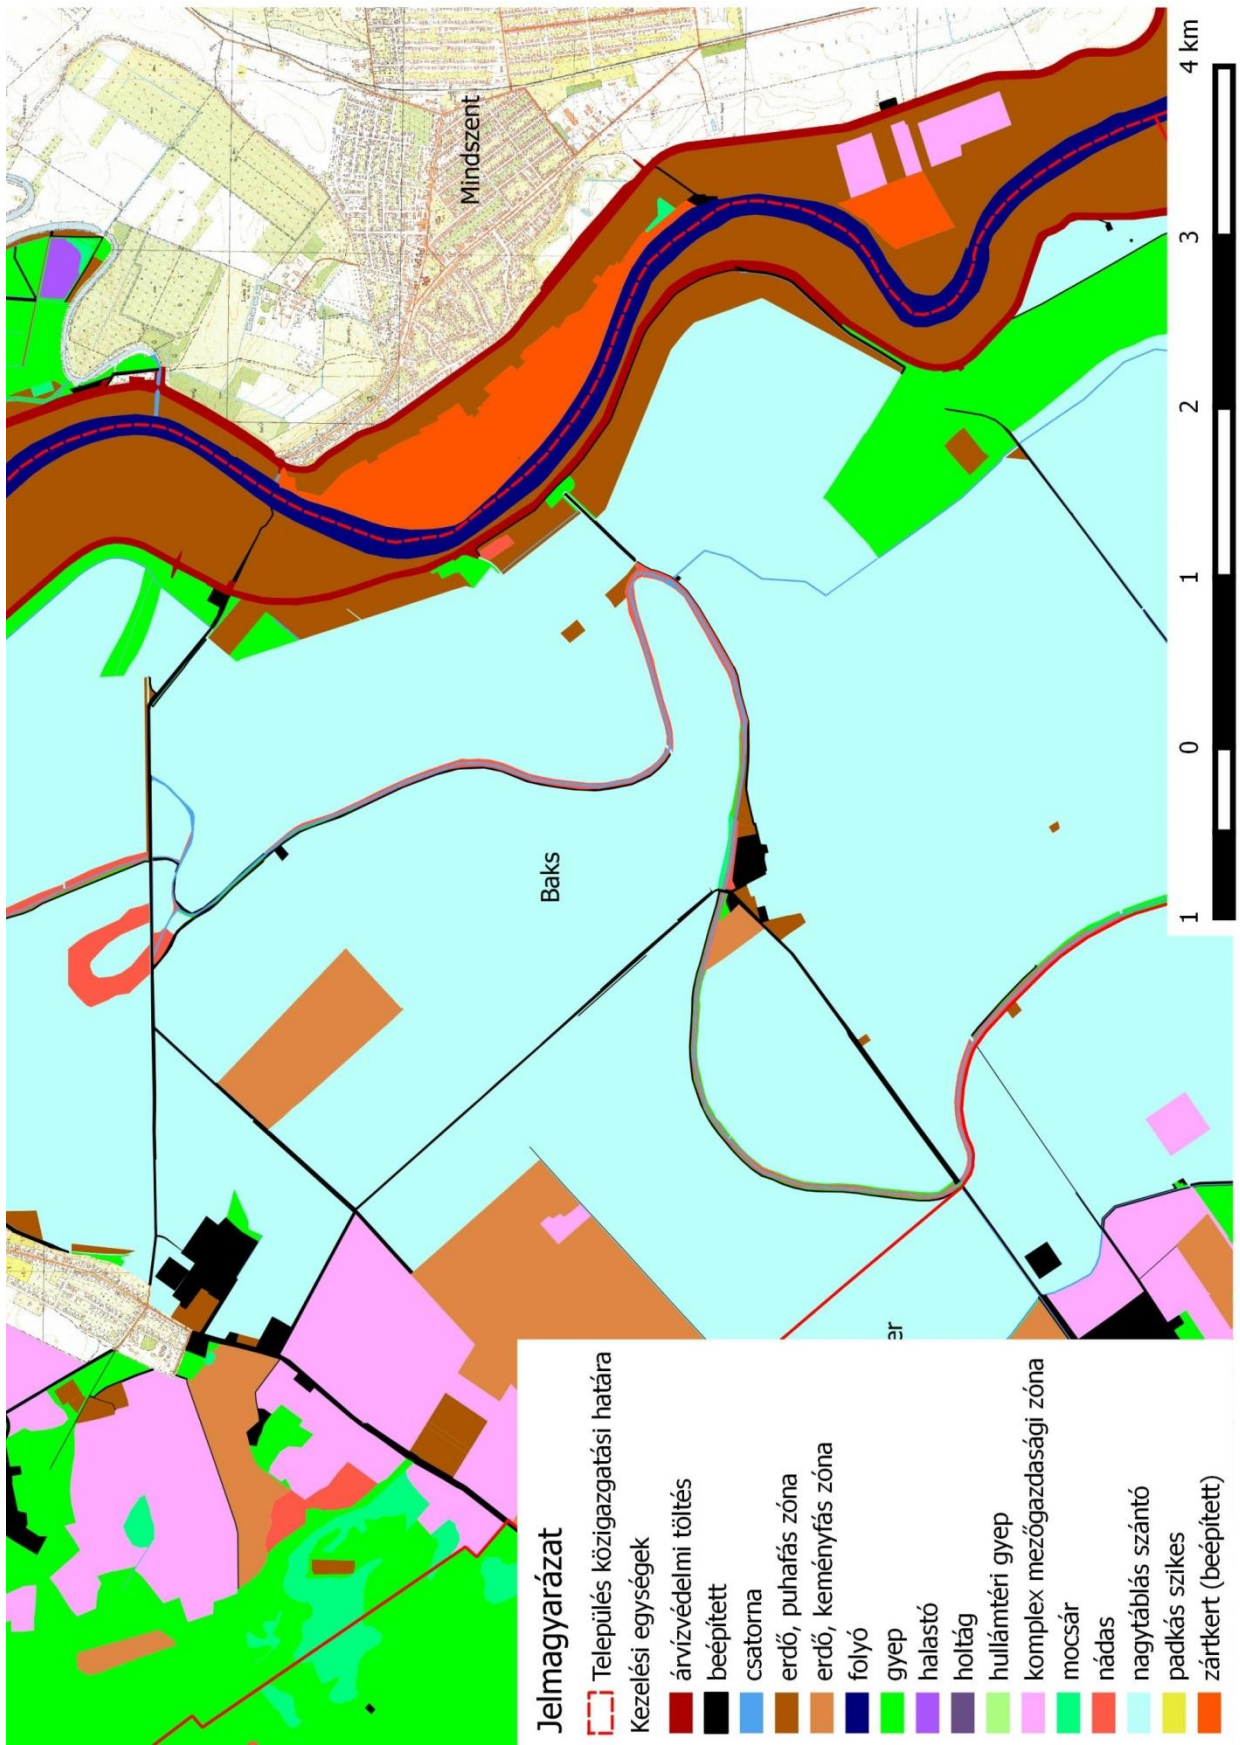 Mindszent
Baks
er
Jelmagyarázat
Település közigazgatási határa
Kezelési egységek
árvízvédelmi töltés
beépített
csatorna
erdő, puhafás zóna
erdő, keményfás zóna
folyó
gyep
halastó
holtág
hullámtéri gyep
komplex mezőgazdasági zóna
mocsár
nádas
nagytáblás szántó
padkás szikes
zártkert (beépített)
1 0 1 2 3 4 km